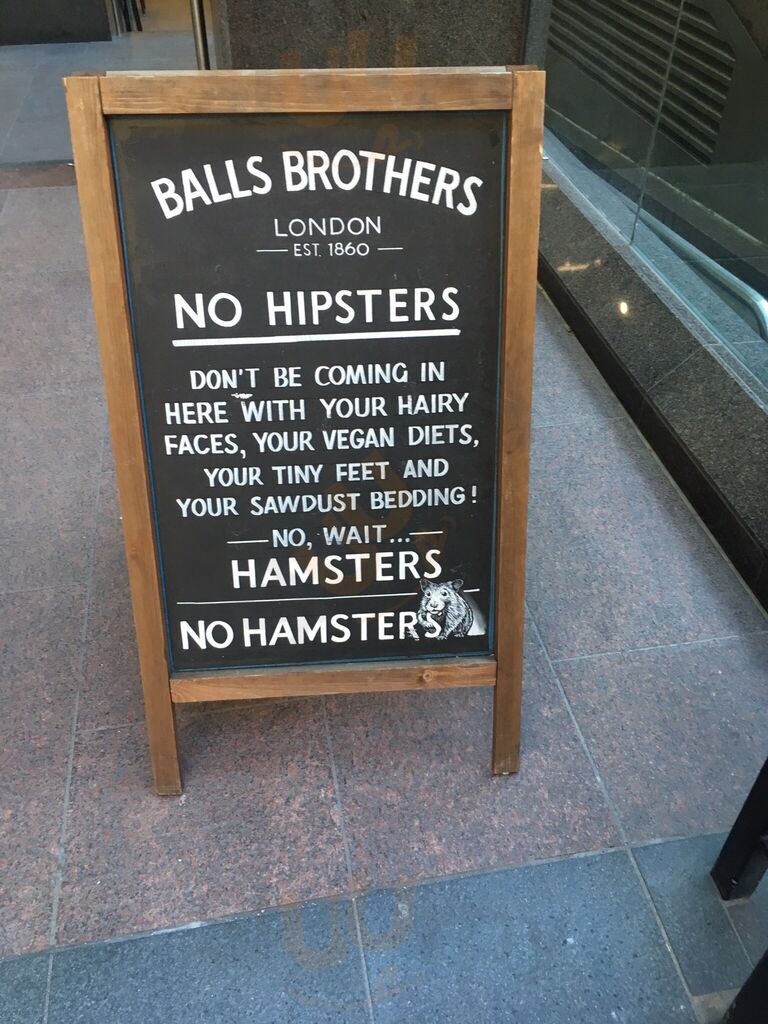 BALLS BROTHERS
LONDON
EST. 1860
NO HIPSTERS
DON'T BE COMING IN
HERE WITH YOUR HAIRY
FACES, YOUR VEGAN DIETS,
YOUR TINY FEET AND
YOUR SAWDUST BEDDING!
NO, WAIT...
HAMSTERS
NO HAMSTERS